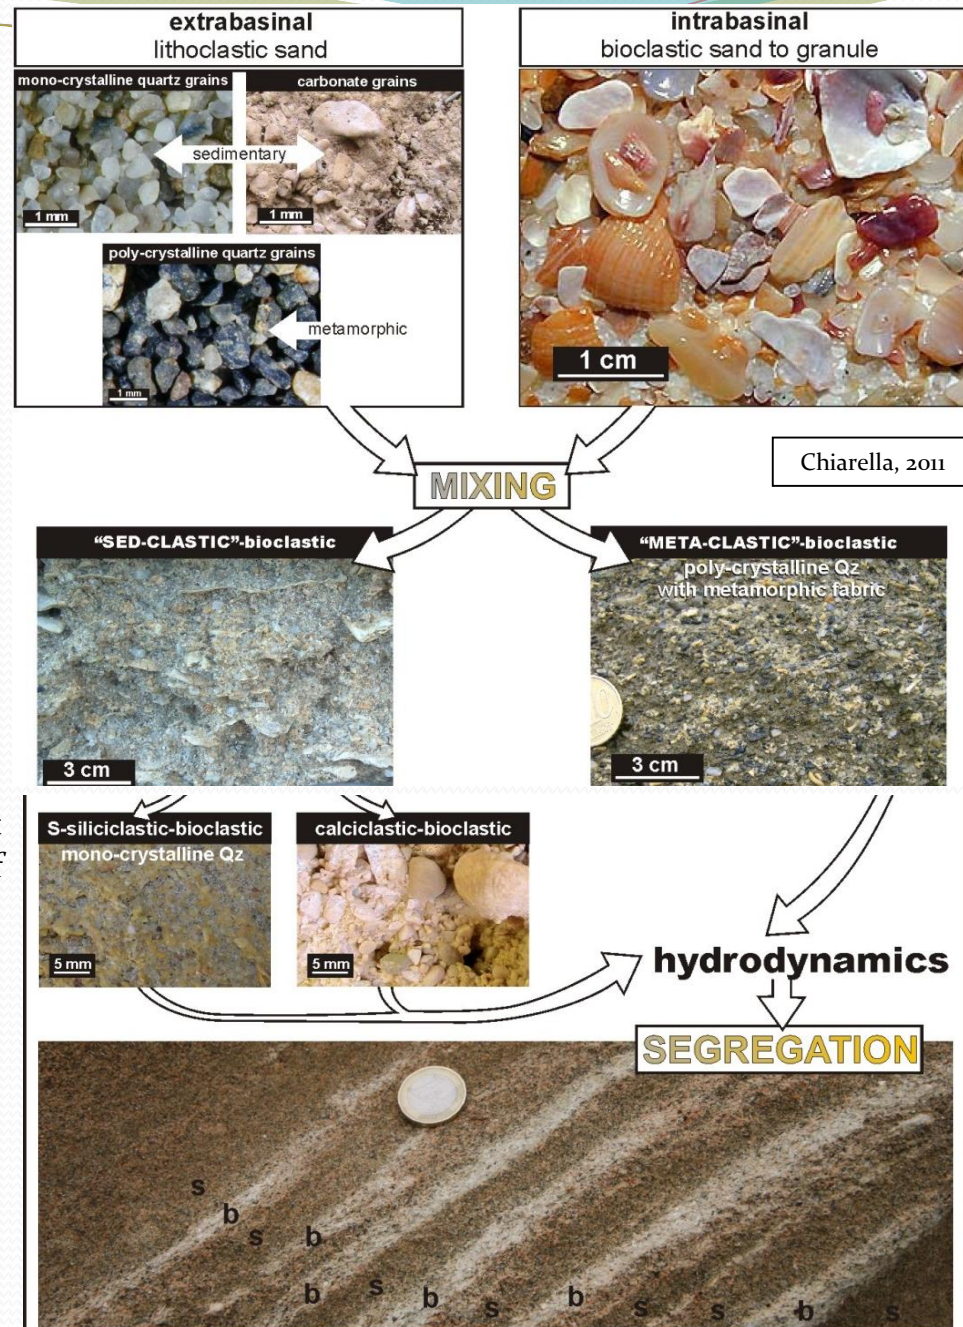 extrabasinal
lithoclastic sand
intrabasinal
bioclastic sand to granule
mono-crystalline quartz grains
carbonate grains
sedimentary
1 mm
1 mm
poly-crystalline quartz grains
metamorphic
1 mm
1 cm
Chiarella, 2011
MIXING
“SED-CLASTIC”-bioclastic
3 cm
“META-CLASTIC”-bioclastic
poly-crystalline Qz
with metamorphic fabric
3 cm
S-siliciclastic-bioclastic
mono-crystalline Qz
5 mm
calciclastic-bioclastic
5 mm
f
hydrodynamics
SEGREGATION
s
b
s b
b s b s b s s b s